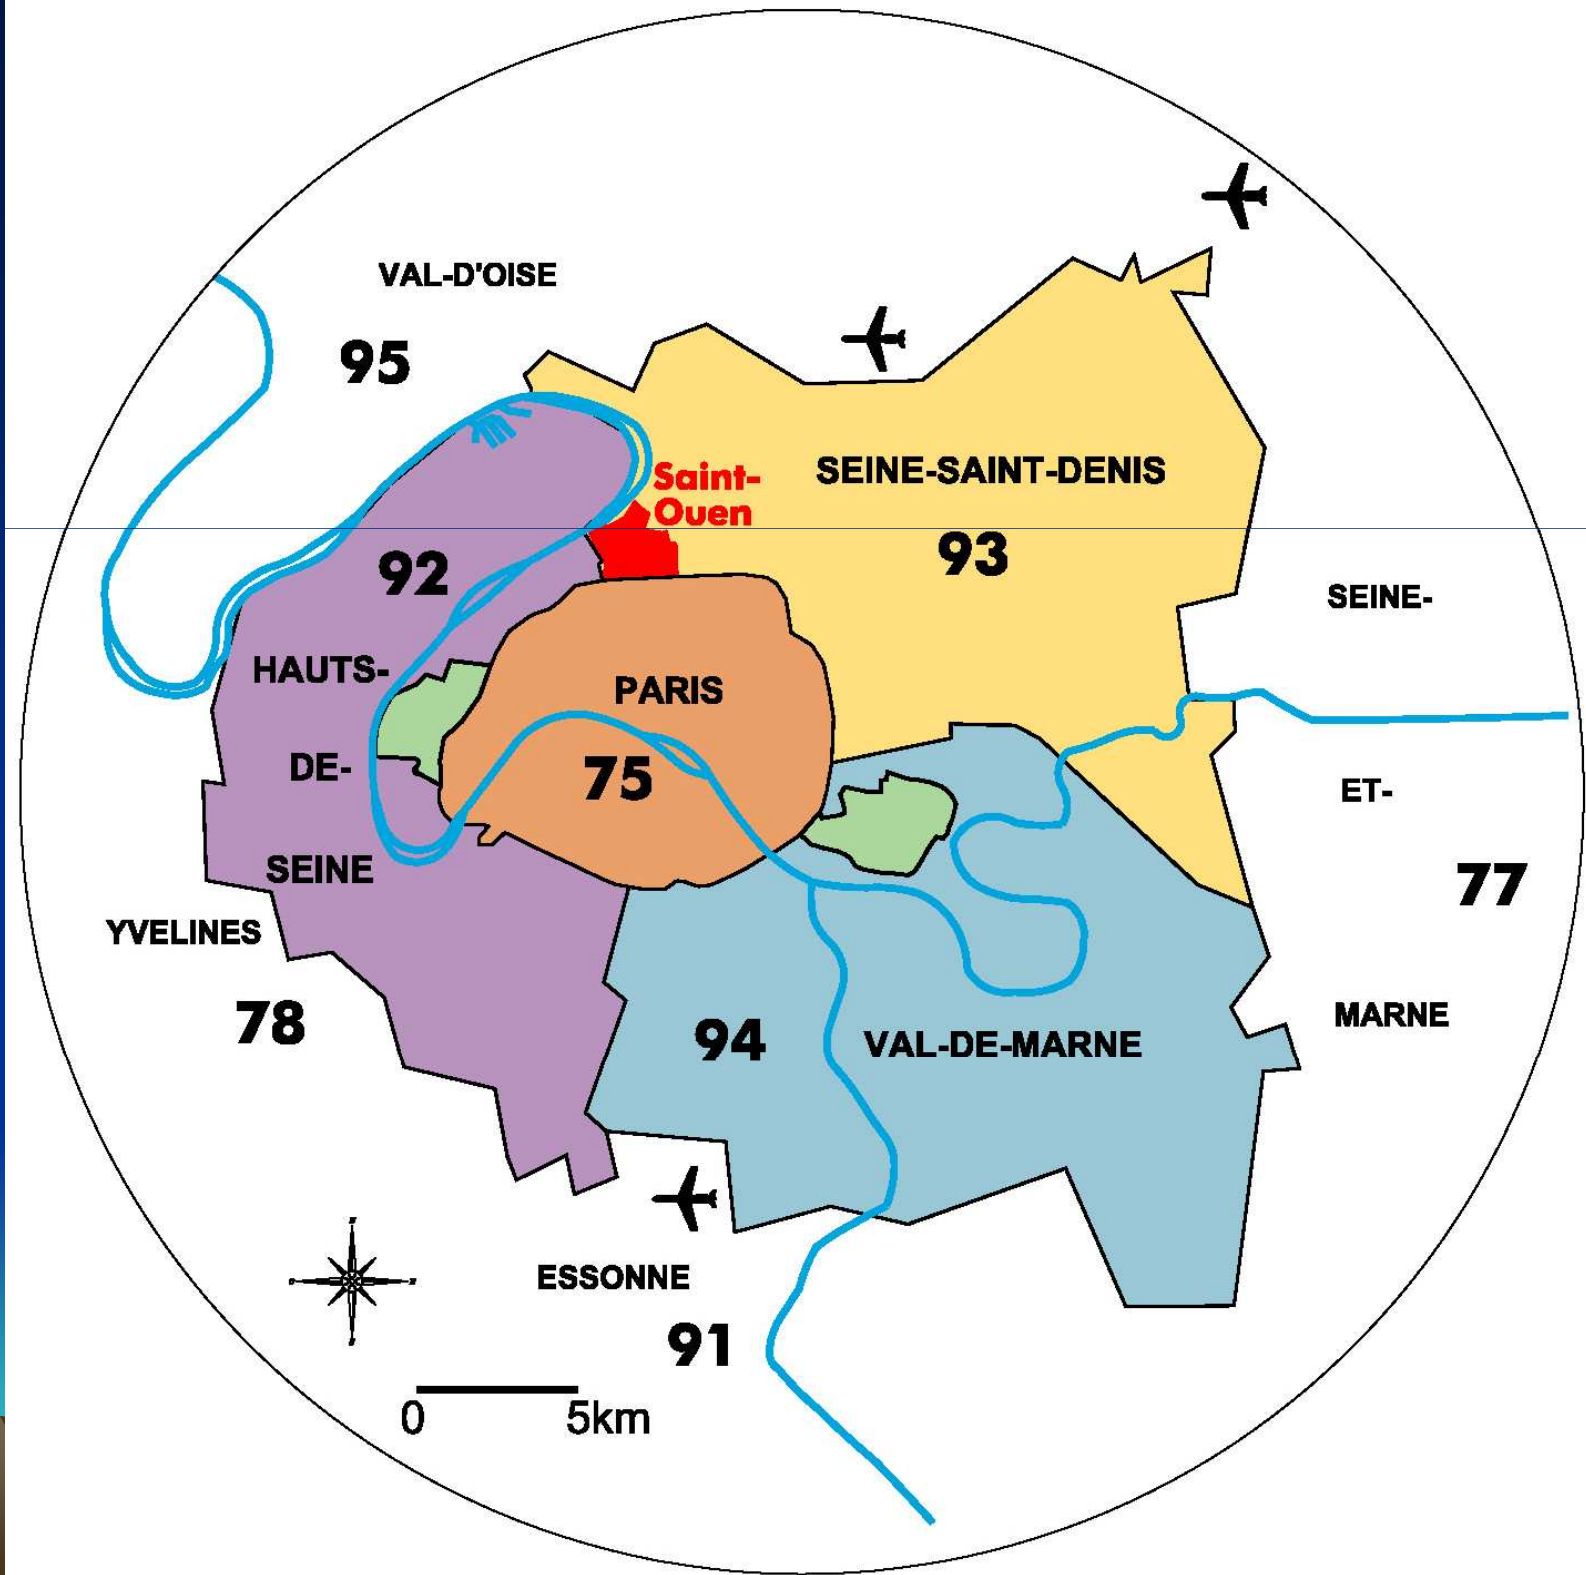 VAL-D'OISE
95
Saint-
Ouen
SEINE-SAINT-DENIS
93
92
HAUTS-
DE-
SEINE
PARIS
75
SEINE-
ET-
MARNE
77
YVELINES
78
94
VAL-DE-MARNE
ESSONNE
91
0 5km